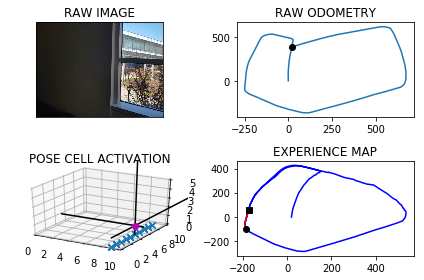 RAW IMAGE
RAW ODOMETRY
500
0
-250 0 250 500
POSE CELL ACTIVATION
5
4
3
2
1
0
0 2 4 6 8 10
0 2 4 6 8 10
EXPERIENCE MAP
400
200
0
-200
-200 0 200 400